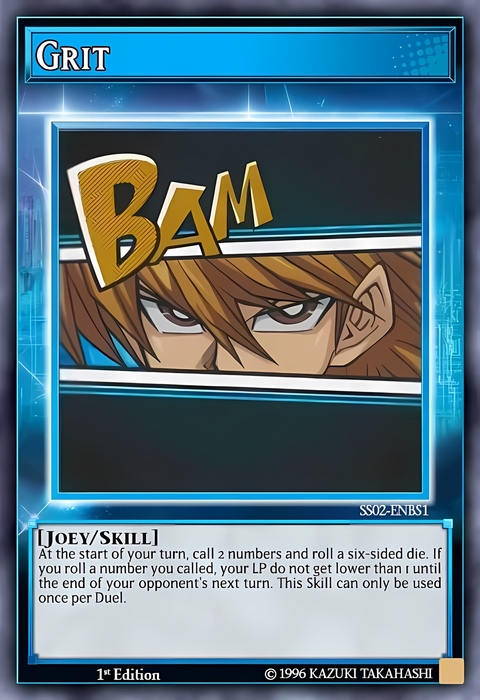 GRIT
BAM
SS02-ENBS1
[JOEY/SKILL]
At the start of your turn, call 2 numbers and roll a six-sided die. If
you roll a number you called, your LP do not get lower than 1 until
the end of your opponent's next turn. This Skill can only be used
once per Duel.
1st Edition
© 1996 KAZUKI TAKAHASHI